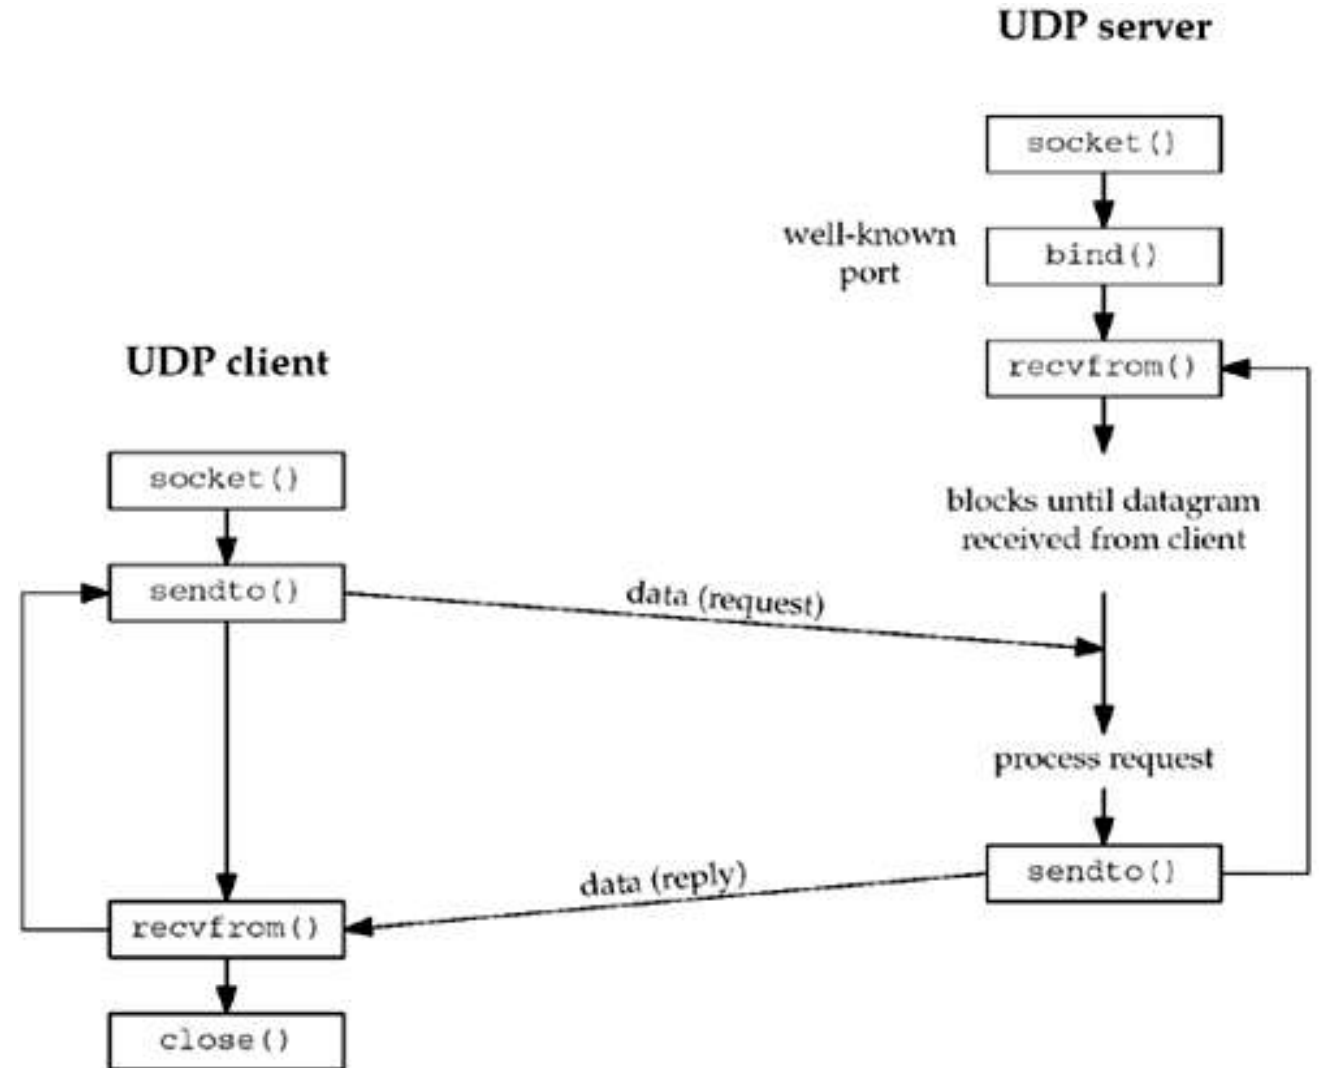 UDP server
socket()
well-known
port
bind()
recvfrom()
UDP client
socket()
blocks until datagram
received from client
sendto()
data (request)
process request
sendto()
data (reply)
recvfrom()
close()